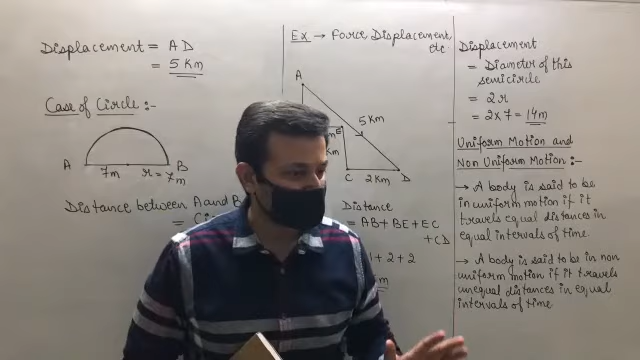 Displacement = AD
= 5 Km
Case of Circle :-
A
B
7m
r = 7m
Distance between A and B
=
Ex → Force, Displacement,
etc.
A
5 Km
E
m
Km
C
2 Km
D
Distance
= AB + BE + EC
+ CD
1 + 2 + 2
m
Displacement
= Diameter of this
semicircle
= 2r
= 2×7 = 14m
Uniform Motion and
Non Uniform Motion :-
→ A body is said to be
in uniform motion if it
travels equal distances in
equal intervals of time.
→ A body is said to be in non
uniform motion if it travels
unequal distances in equal
intervals of time